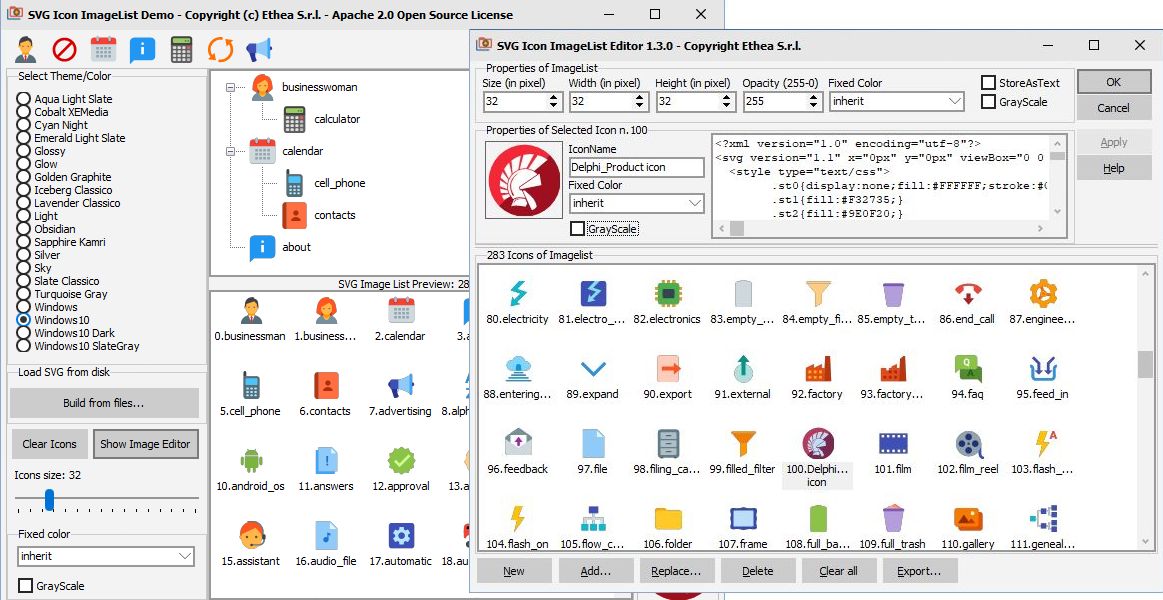 SVG Icon ImageList Demo - Copyright (c) Ethea S.r.l. - Apache 2.0 Open Source License
Select Theme/Color
Aqua Light Slate
Cobalt XEMedia
Cyan Night
Emerald Light Slate
Glossy
Glow
Golden Graphite
Iceberg Classico
Lavender Classico
Light
Obsidian
Sapphire Kamri
Silver
Sky
Slate Classico
Turquoise Gray
Windows
Windows10
Windows10 Dark
Windows10 SlateGray
Load SVG from disk
Build from files...
Clear Icons
Show Image Editor
Icons size: 32
Fixed color
inherit
GrayScale
businesswoman
calculator
calendar
cell_phone
contacts
about
SVG Image List Preview: 28
0.businessman
1.business...
2.calendar
3.
5.cell_phone
6.contacts
7.advertising
8.alph
10.android_os
11.answers
12.approval
13.a
15.assistant
16.audio_file
17.automatic
18.au
SVG Icon ImageList Editor 1.3.0 - Copyright Ethea S.r.l.
Properties of ImageList
Size (in pixel)
Width (in pixel)
Height (in pixel)
Opacity (255-0)
Fixed Color
32
32
32
255
inherit
StoreAsText
GrayScale
OK
Cancel
Apply
Help
Properties of Selected Icon n.100
IconName
Delphi_Product icon
Fixed Color
inherit
GrayScale
<?xml version="1.0" encoding="utf-8"?>
<svg version="1.1" x="0px" y="0px" viewBox="0 0
<style type="text/css">
.st0{display:none;fill:#FFFFFF;stroke:#
.st1{fill:#F32735;}
.st2{fill:#9E0F20;}
283 Icons of Imagelist
80.electricity
81.electro_...
82.electronics
83.empty_...
84.empty_fi...
85.empty_t...
86.end_call
87.enginee...
88.entering...
89.expand
90.export
91.external
92.factory
93.factory...
94.faq
95.feed_in
96.feedback
97.file
98.filing_ca...
99.filled_filter
100.Delphi...
icon
101.film
102.film_reel
103.flash_...
104.flash_on
105.flow_c...
106.folder
107.frame
108.full_ba...
109.full_trash
110.gallery
111.geneal...
New
Add...
Replace...
Delete
Clear all
Export...